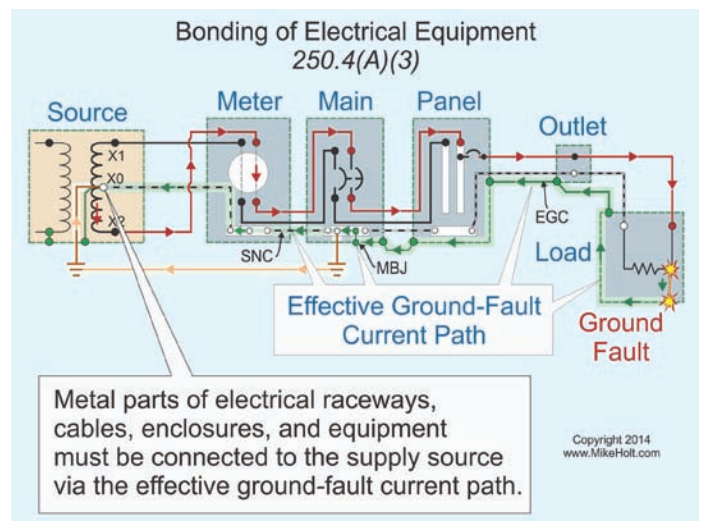 Bonding of Electrical Equipment
250.4(A)(3)
Source
Meter
Main
Panel
Outlet
X1
X0
X2
SNC
MBJ
EGC
Load
Effective Ground-Fault
Current Path
Ground
Fault
Metal parts of electrical raceways,
cables, enclosures, and equipment
must be connected to the supply source
via the effective ground-fault current path.
Copyright 2014
www.MikeHolt.com